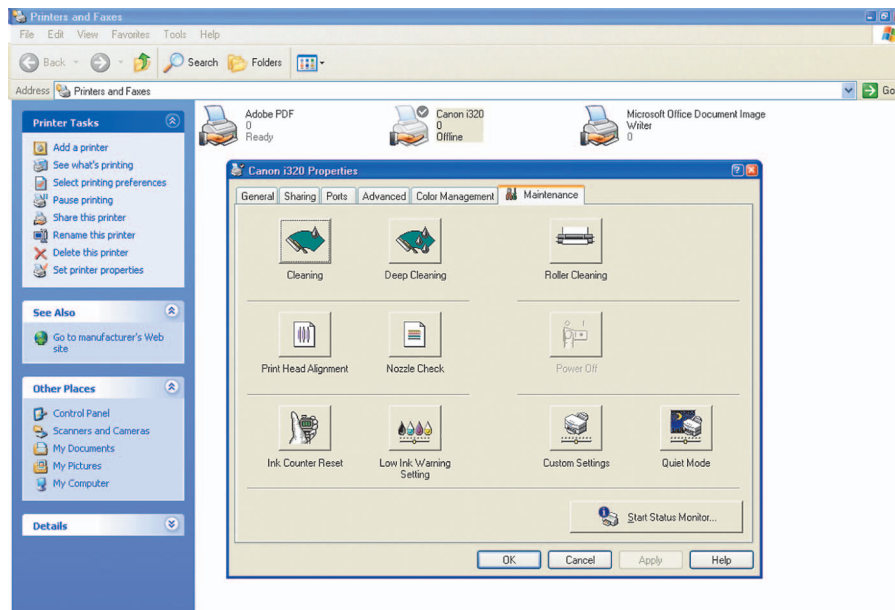 Printers and Faxes
File Edit View Favorites Tools Help
Back Search Folders
Address Printers and Faxes Go
Printer Tasks
Add a printer
See what's printing
Select printing preferences
Pause printing
Share this printer
Rename this printer
Delete this printer
Set printer properties
See Also
Go to manufacturer's Web
site
Other Places
Control Panel
Scanners and Cameras
My Documents
My Pictures
My Computer
Details
Adobe PDF
0
Ready
Canon i320
0
Offline
Microsoft Office Document Image
Writer
0
Canon i320 Properties
General Sharing Ports Advanced Color Management Maintenance
Cleaning Deep Cleaning Roller Cleaning
Print Head Alignment Nozzle Check Power Off
Ink Counter Reset Low Ink Warning Custom Settings Quiet Mode
Setting
Start Status Monitor...
OK Cancel Apply Help